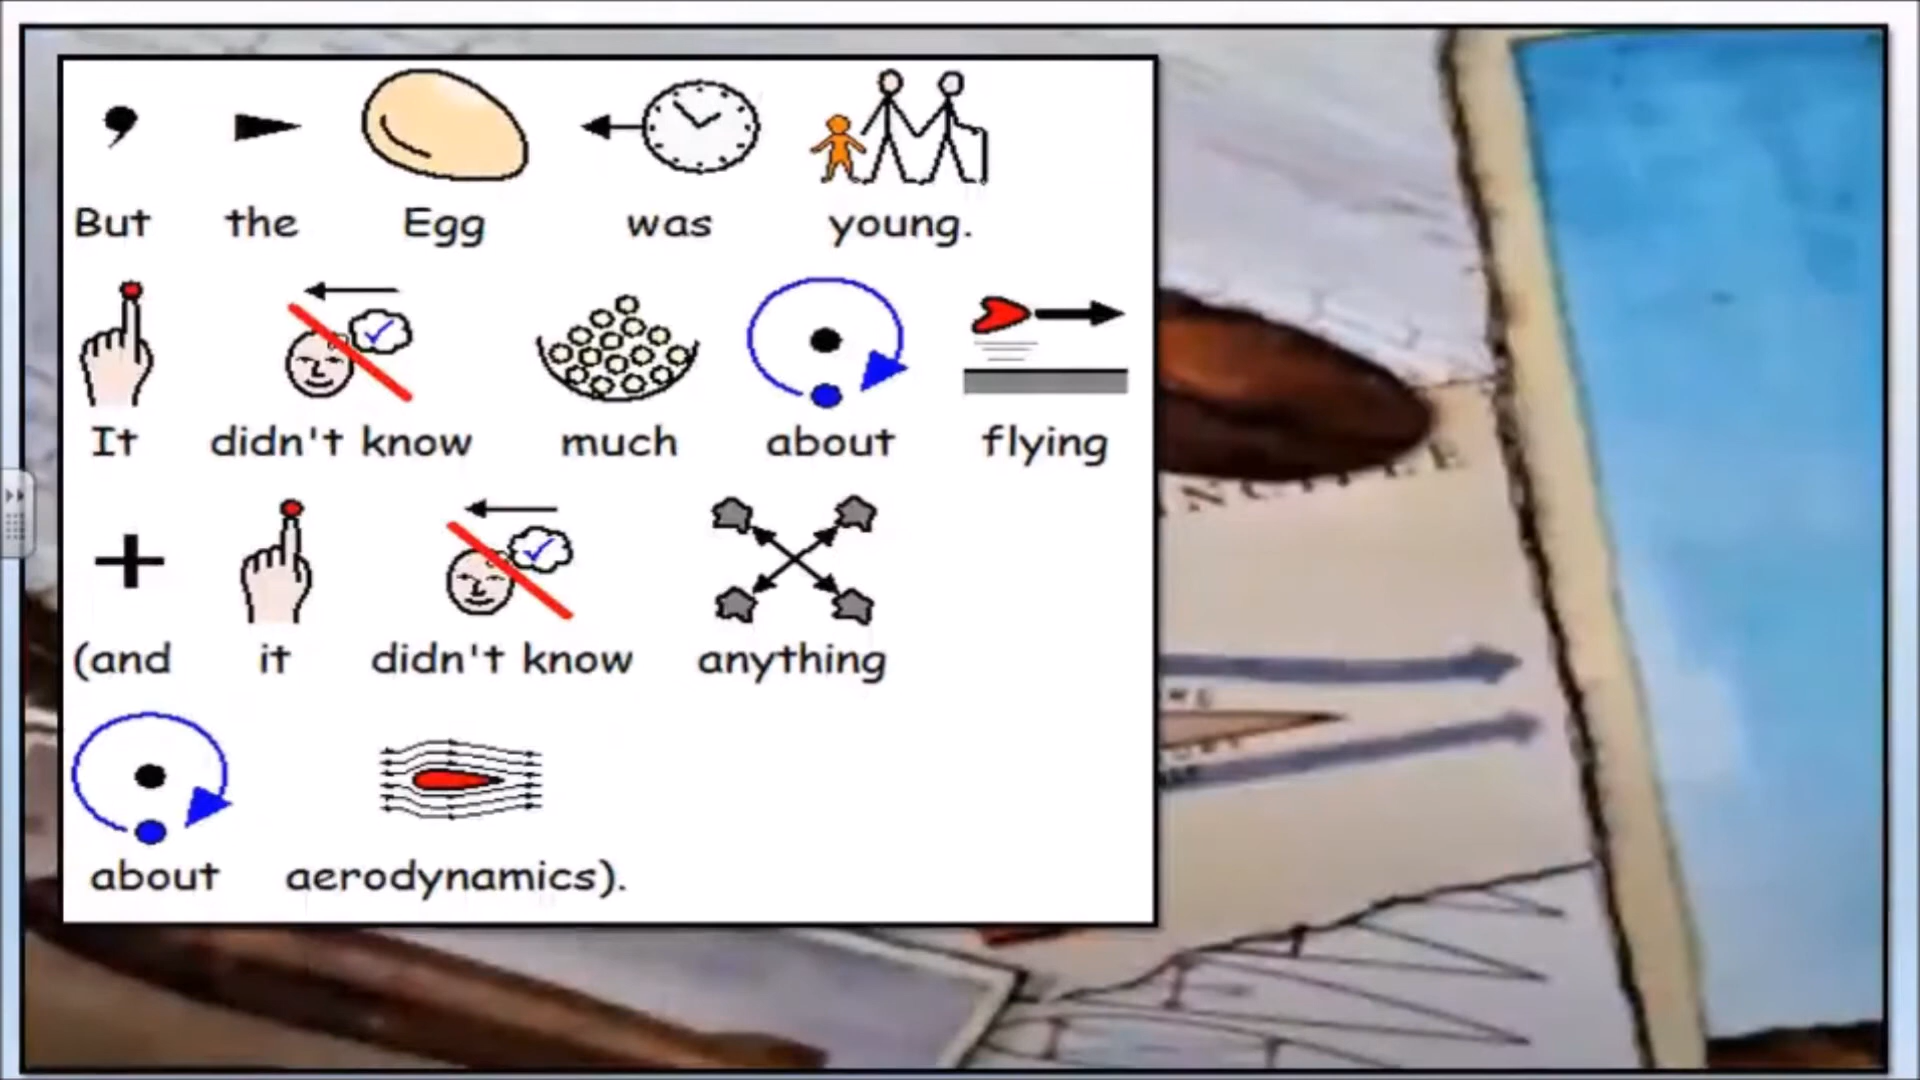 But the Egg was young.
It didn't know much about flying
(and it didn't know anything
about aerodynamics).